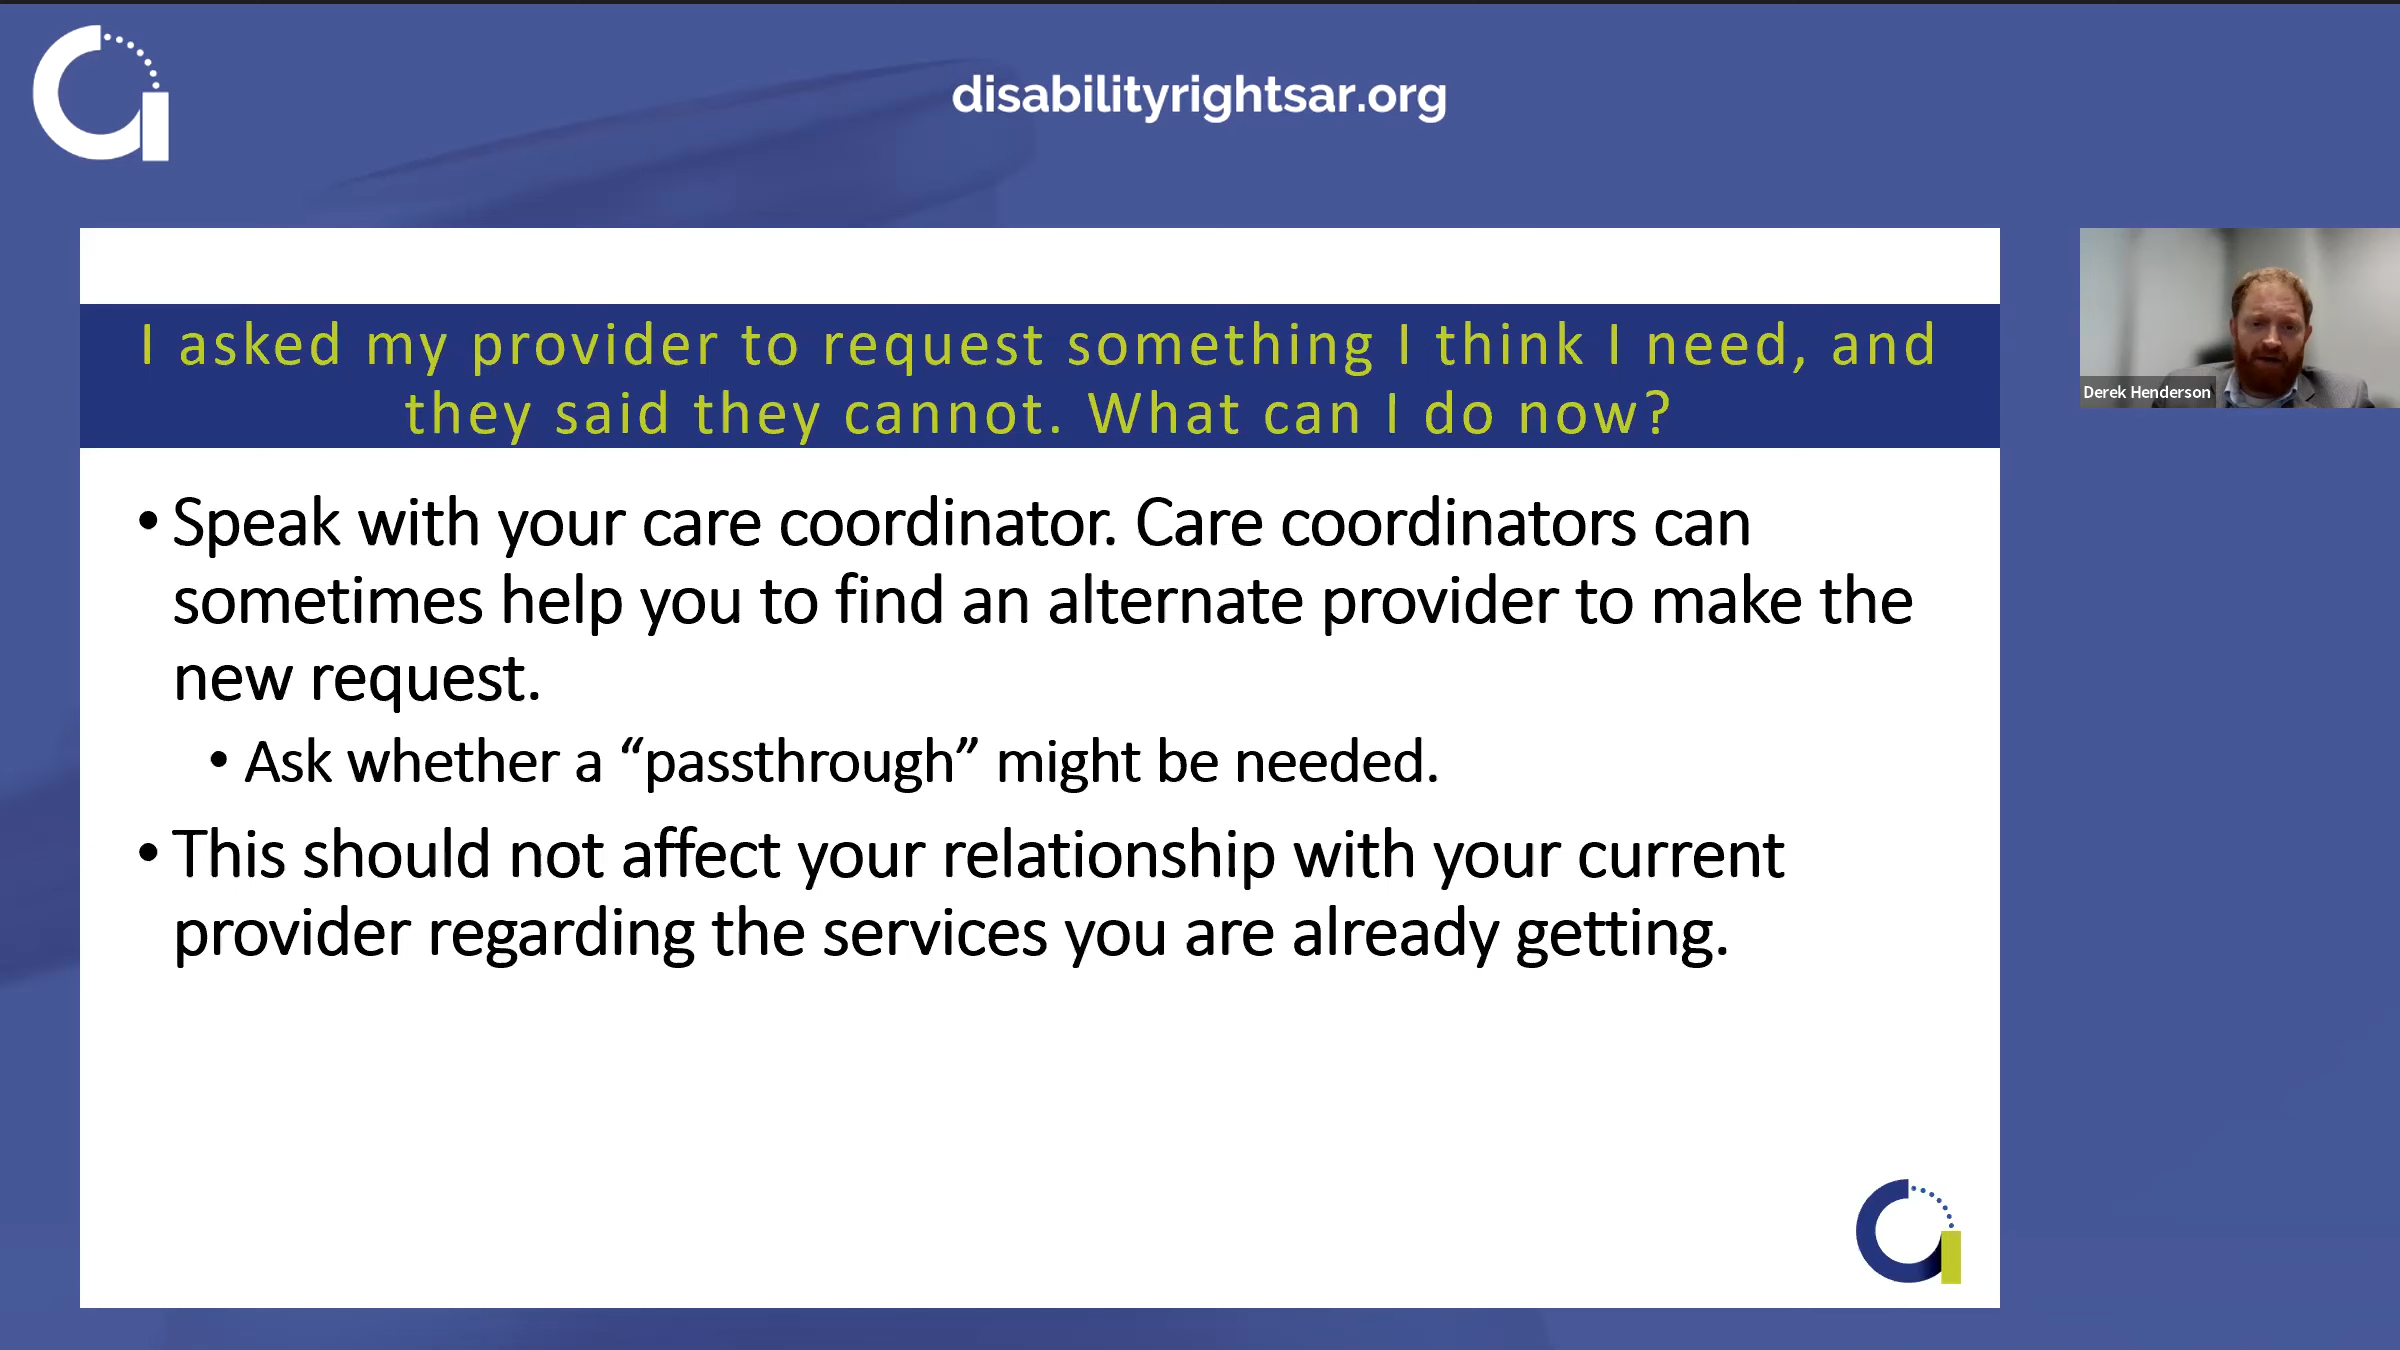 disabilityrightsar.org
I asked my provider to request something I think I need, and
they said they cannot. What can I do now?
• Speak with your care coordinator. Care coordinators can
sometimes help you to find an alternate provider to make the
new request.
• Ask whether a “passthrough” might be needed.
• This should not affect your relationship with your current
provider regarding the services you are already getting.
Derek Henderson